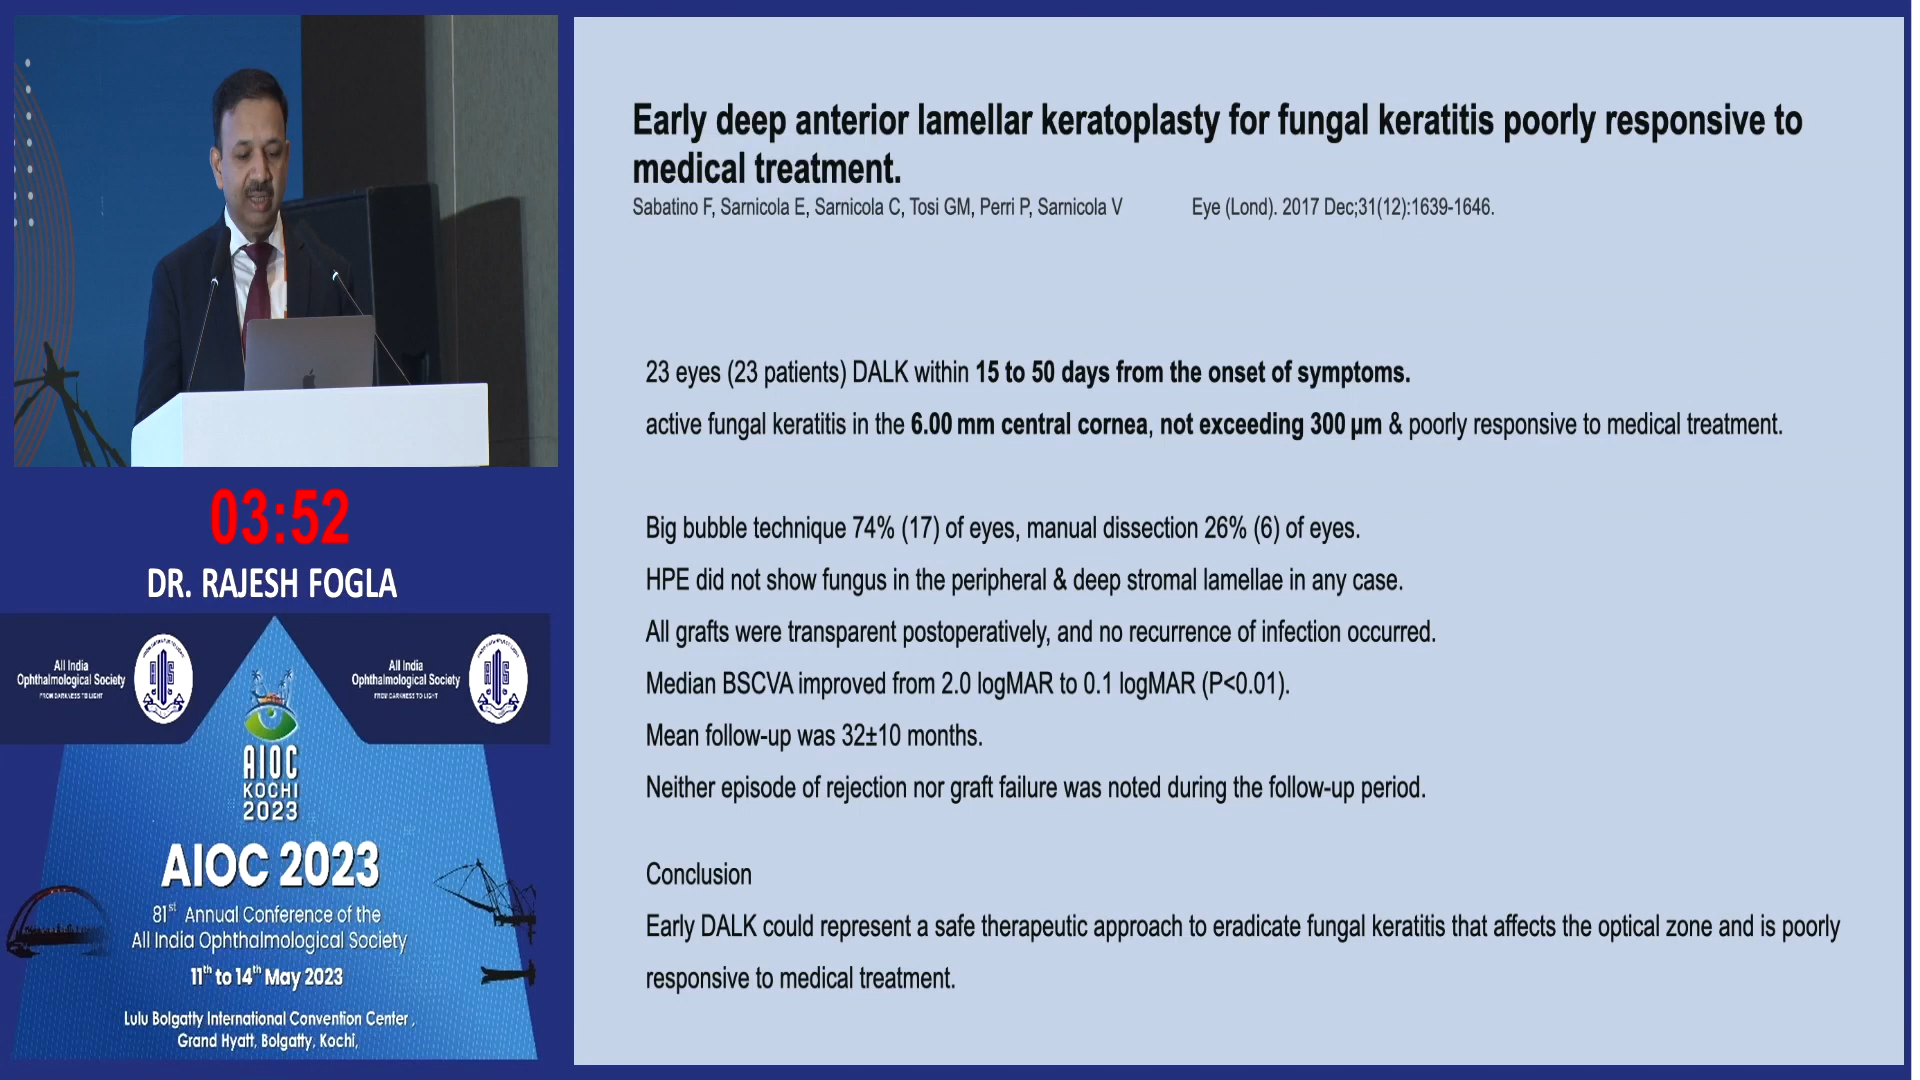 Early deep anterior lamellar keratoplasty for fungal keratitis poorly responsive to
medical treatment.
Sabatino F, Sarnicola E, Sarnicola C, Tosi GM, Perri P, Sarnicola V Eye (Lond). 2017 Dec;31(12):1639-1646.
23 eyes (23 patients) DALK within 15 to 50 days from the onset of symptoms.
active fungal keratitis in the 6.00 mm central cornea, not exceeding 300 µm & poorly responsive to medical treatment.
Big bubble technique 74% (17) of eyes, manual dissection 26% (6) of eyes.
HPE did not show fungus in the peripheral & deep stromal lamellae in any case.
All grafts were transparent postoperatively, and no recurrence of infection occurred.
Median BSCVA improved from 2.0 logMAR to 0.1 logMAR (P<0.01).
Mean follow-up was 32±10 months.
Neither episode of rejection nor graft failure was noted during the follow-up period.
Conclusion
Early DALK could represent a safe therapeutic approach to eradicate fungal keratitis that affects the optical zone and is poorly
responsive to medical treatment.
03:52
DR. RAJESH FOGLA
All India
Ophthalmological Society
FROM DARKNESS TO LIGHT
All India
Ophthalmological Society
FROM DARKNESS TO LIGHT
AIOC
KOCHI
2023
AIOC 2023
81st Annual Conference of the
All India Ophthalmological Society
11th to 14th May 2023
Lulu Bolgatty International Convention Center,
Grand Hyatt, Bolgatty, Kochi,